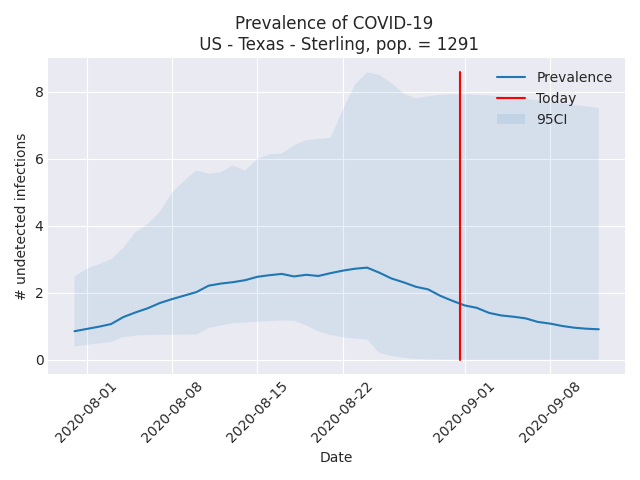 Prevalence of COVID-19
US - Texas - Sterling, pop. = 1291
Prevalence
Today
95CI
# undetected infections
8
6
4
2
0
2020-08-01
2020-08-08
2020-08-15
2020-08-22
2020-09-01
2020-09-08
Date